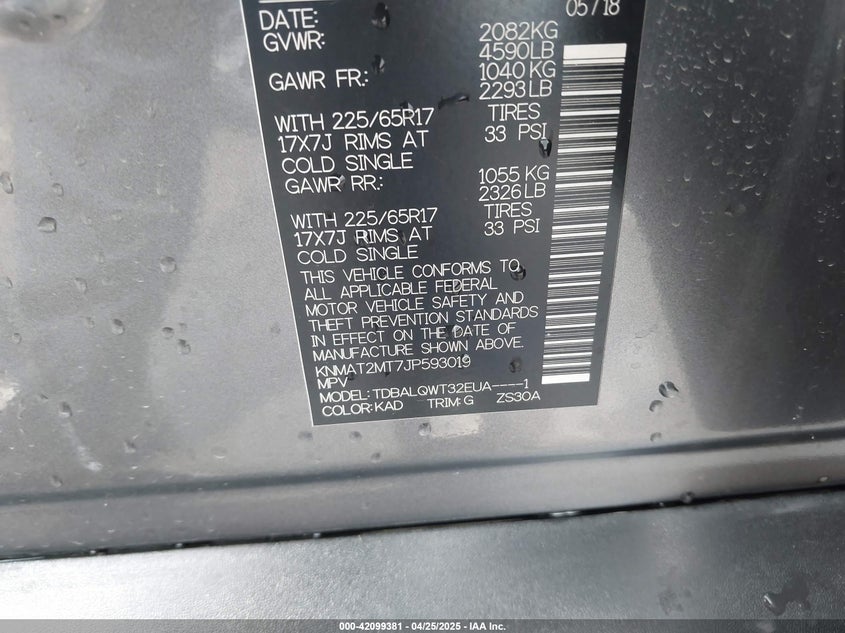 DATE: 05/18
GVWR: 2082KG
4590LB
GAWR FR.: 1040 KG
2293 LB
WITH 225/65R17 TIRES
17X7J RIMS AT 33 PSI
COLD SINGLE
GAWR RR.: 1055 KG
2326 LB
WITH 225/65R17 TIRES
17X7J RIMS AT 33 PSI
COLD SINGLE
THIS VEHICLE CONFORMS TO
ALL APPLICABLE FEDERAL
MOTOR VEHICLE SAFETY AND
THEFT PREVENTION STANDARDS
IN EFFECT ON THE DATE OF
MANUFACTURE SHOWN ABOVE.
KNMAT2MT7JP593019
MPV
MODEL: TDBALQWT32EUA----1
COLOR: KAD TRIM: G ZS30A
000-42099381 - 04/25/2025 - IAA Inc.